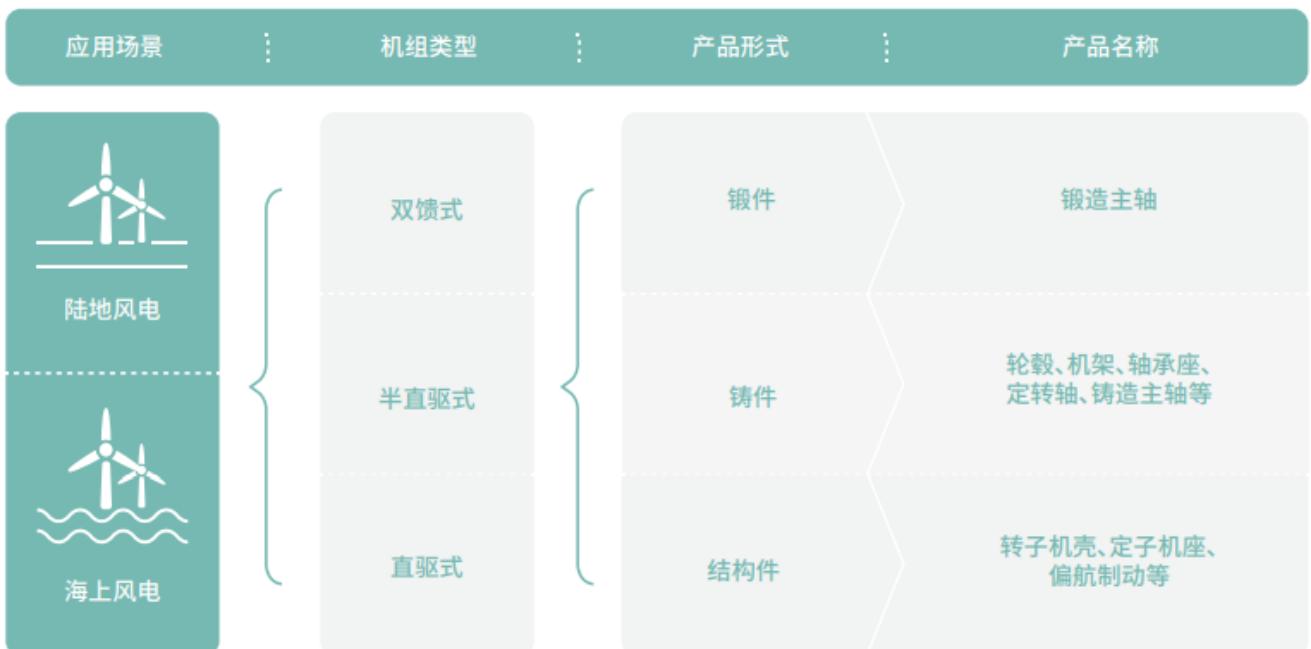 应用场景
机组类型
产品形式
产品名称
陆地风电
海上风电
双馈式
半直驱式
直驱式
锻件
锻造主轴
铸件
轮毂、机架、轴承座、
定转轴、铸造主轴等
结构件
转子机壳、定子机座、
偏航制动等